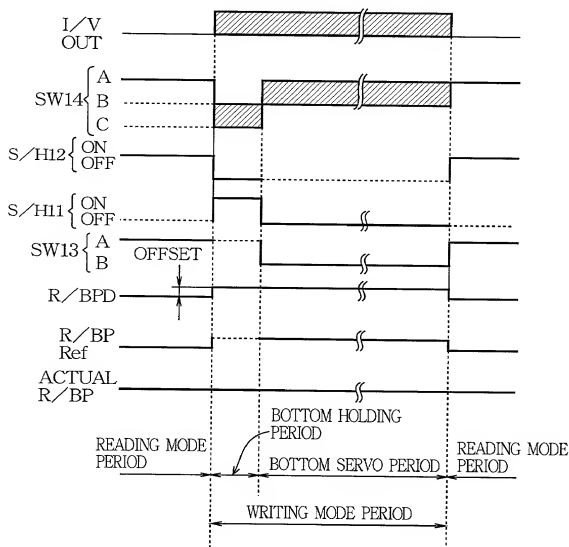 I/V
OUT
A
SW14 { B
C
S/H12 { ON
OFF
S/H11 { ON
OFF
SW13 { A
B
OFFSET
R/BPD
R/BP
Ref
ACTUAL
R/BP
BOTTOM HOLDING
PERIOD
READING MODE
PERIOD
BOTTOM SERVO PERIOD
READING MODE
PERIOD
WRITING MODE PERIOD